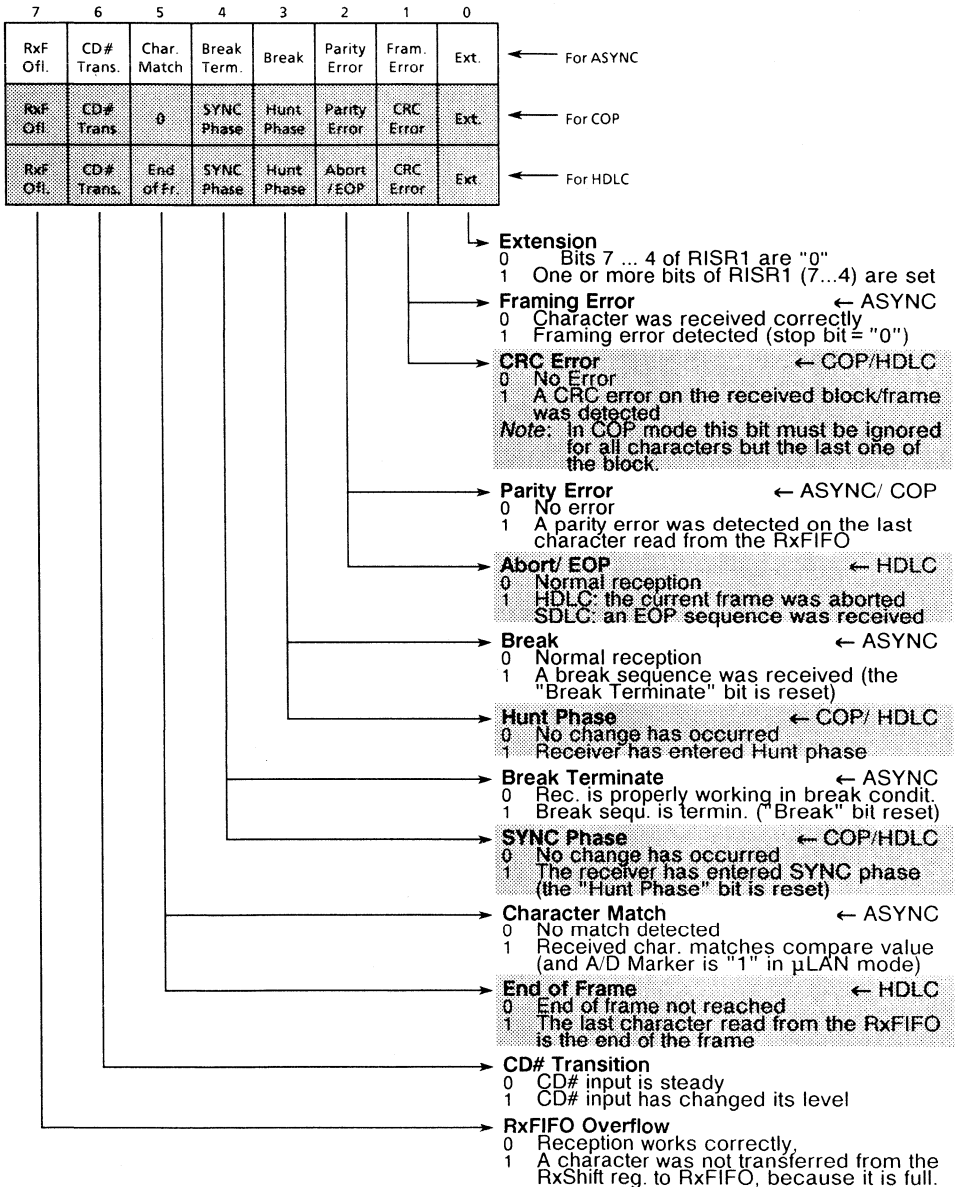 7 6 5 4 3 2 1 0
RxF Ofl. CD# Trans. Char. Match Break Term. Break Parity Error Fram. Error Ext. ← For ASYNC
RxF Ofl. CD# Trans. 0 SYNC Phase Hunt Phase Parity Error CRC Error Ext. ← For COP
RxF Ofl. CD# Trans. End of Fr. SYNC Phase Hunt Phase Abort /EOP CRC Error Ext. ← For HDLC
Extension
0 Bits 7 ... 4 of RISR1 are "0"
1 One or more bits of RISR1 (7...4) are set
Framing Error ← ASYNC
0 Character was received correctly
1 Framing error detected (stop bit = "0")
CRC Error ← COP/HDLC
0 No Error
1 A CRC error on the received block/frame
was detected
Note: In COP mode this bit must be ignored
for all characters but the last one of
the block.
Parity Error ← ASYNC/ COP
0 No error
1 A parity error was detected on the last
character read from the RxFIFO
Abort/ EOP ← HDLC
0 Normal reception
1 HDLC: the current frame was aborted
SDLC: an EOP sequence was received
Break ← ASYNC
0 Normal reception
1 A break sequence was received (the
"Break Terminate" bit is reset)
Hunt Phase ← COP/ HDLC
0 No change has occurred
1 Receiver has entered Hunt phase
Break Terminate ← ASYNC
0 Rec. is properly working in break condit.
1 Break sequ. is termin. ("Break" bit reset)
SYNC Phase ← COP/HDLC
0 No change has occurred
1 The receiver has entered SYNC phase
(the "Hunt Phase" bit is reset)
Character Match ← ASYNC
0 No match detected
1 Received char. matches compare value
(and A/D Marker is "1" in µLAN mode)
End of Frame ← HDLC
0 End of frame not reached
1 The last character read from the RxFIFO
is the end of the frame
CD# Transition
0 CD# input is steady
1 CD# input has changed its level
RxFIFO Overflow
0 Reception works correctly,
1 A character was not transferred from the
RxShift reg. to RxFIFO, because it is full.